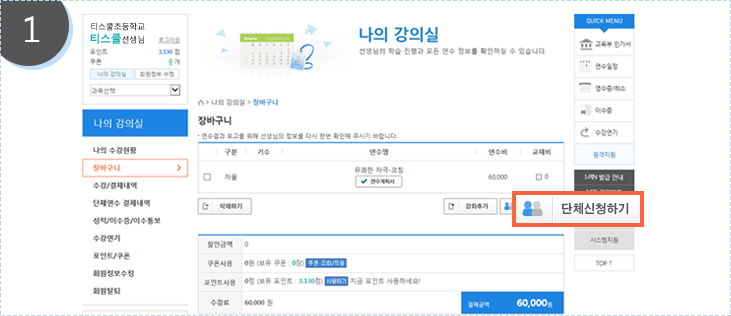 1
티스쿨초등학교
티스쿨선생님
로그아웃
포인트 3,130 점
쿠폰 0 개
나의 강의실 회원정보 수정
과목선택
나의 강의실
나의 수강현황
장바구니
수강/결제내역
단체연수 결제내역
성적/이수증/이수통보
수강연기
포인트/쿠폰
회원정보수정
회원탈퇴
나의 강의실
선생님의 학습 진행과 모든 연수 정보를 확인하실 수 있습니다.
> 나의 강의실 > 장바구니
장바구니
연수결과 보고를 위해 선생님의 정보를 다시 한번 확인해 주시기 바랍니다.
구분 기수 연수명 연수비 교재비
자율 유쾌한 자극-코칭 60,000 0
연수계획서
삭제하기 강좌추가 단체신청하기
할인금액 0
쿠폰사용 0원 (보유 쿠폰 : 0장) 쿠폰 조회/적용
포인트사용 0점 (보유 포인트 : 3,130점) 사용하기 지금 포인트 사용하세요!
수강료 60,000 원 결제금액 60,000원
QUICK MENU
교육부 인가서
연수일정
영수증/취소
이수증
수강연기
원격지원
I-PIN 발급 안내
시스템지원
TOP ↑